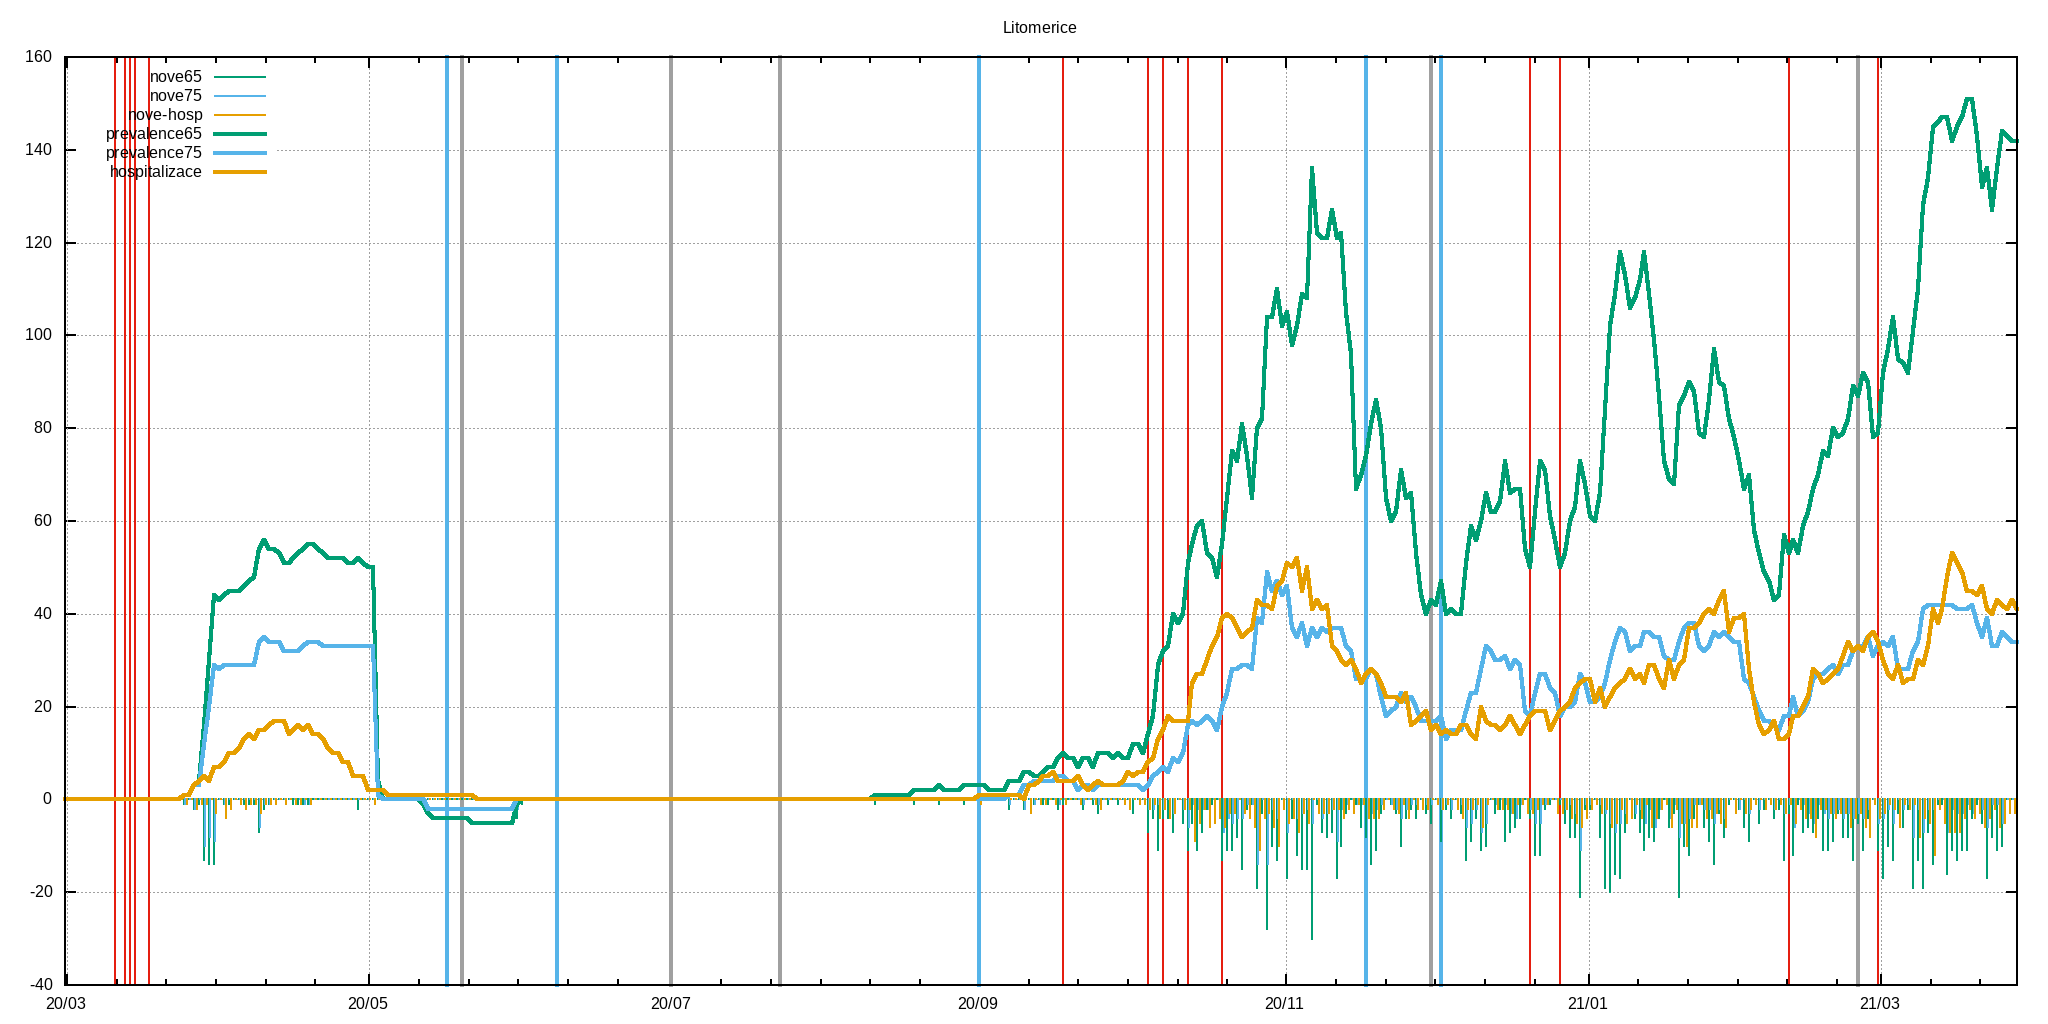 Litomerice
160
140
120
100
80
60
40
20
0
-20
-40
nove65
nove75
nove-hosp
prevalence65
prevalence75
hospitalizace
20/03 20/05 20/07 20/09 20/11 21/01 21/03